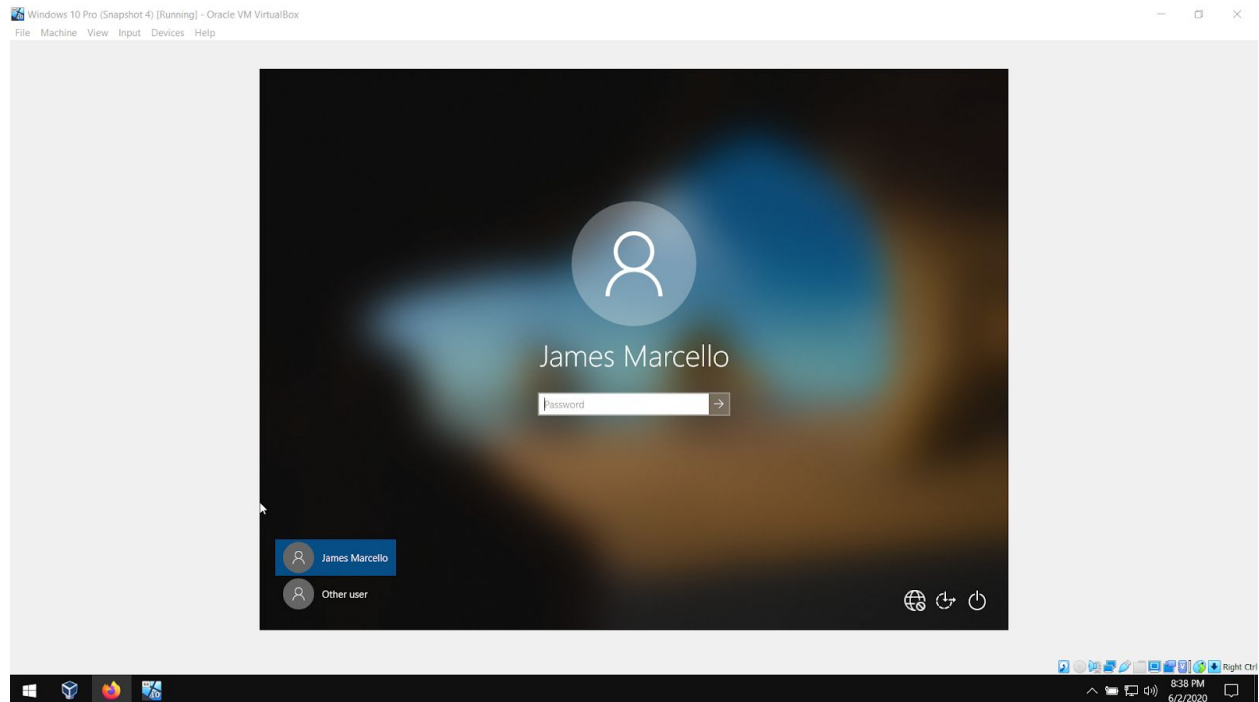 Windows 10 Pro (Snapshot 4) [Running] - Oracle VM VirtualBox
File Machine View Input Devices Help
James Marcello
Password
James Marcello
Other user
Right Ctrl
8:38 PM
6/2/2020